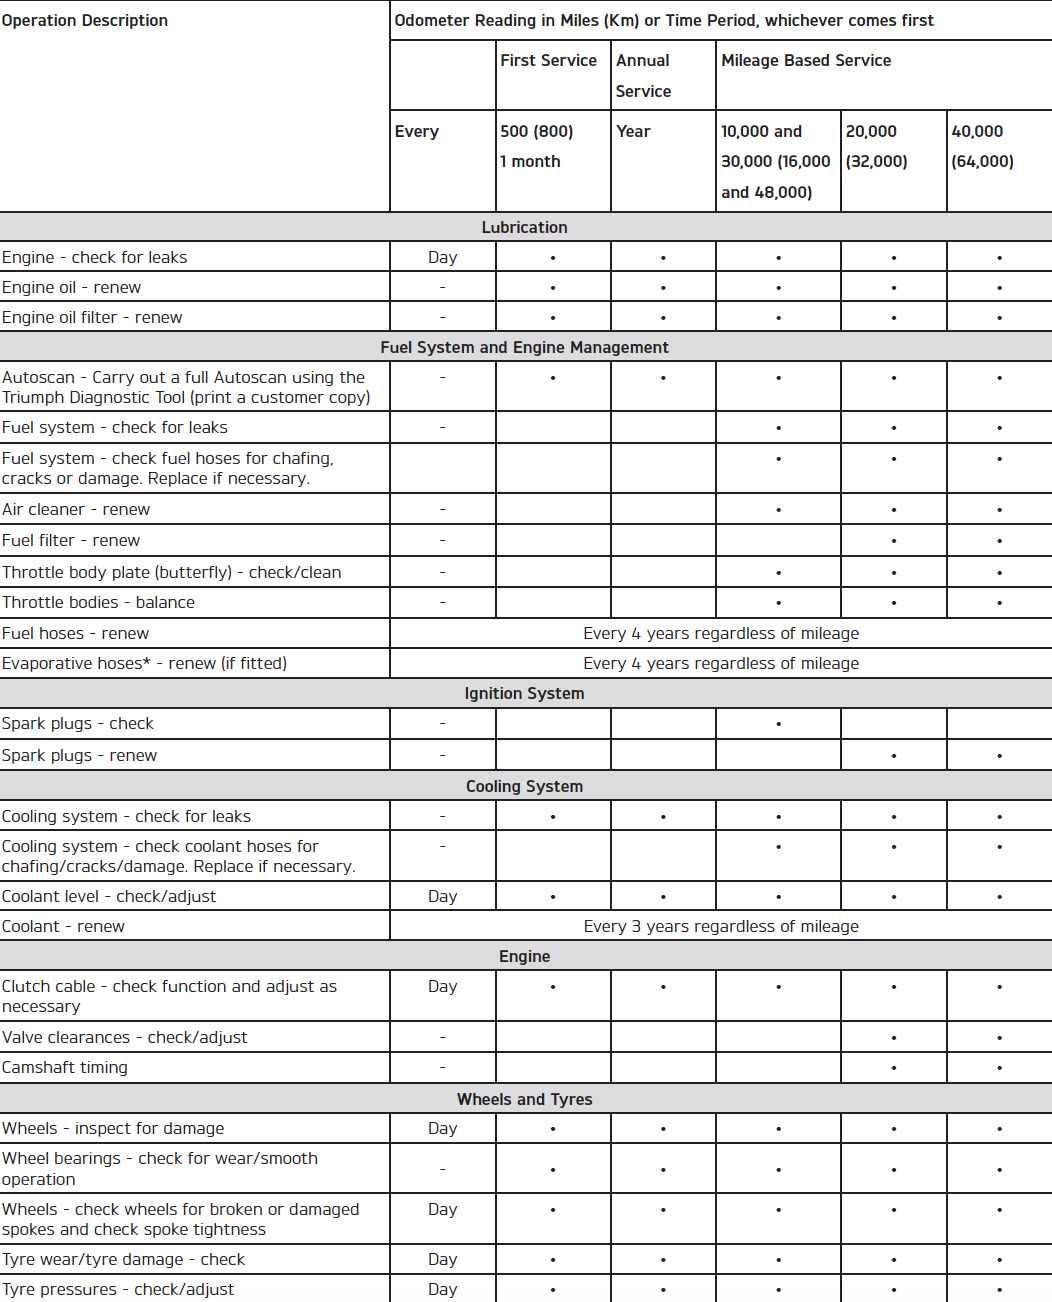 Operation Description
Odometer Reading in Miles (Km) or Time Period, whichever comes first
First Service
Annual
Service
Mileage Based Service
Every
500 (800)
1 month
Year
10,000 and
30,000 (16,000
and 48,000)
20,000
(32,000)
40,000
(64,000)
Lubrication
Engine - check for leaks Day • • • • •
Engine oil - renew - • • • • •
Engine oil filter - renew - • • • • •
Fuel System and Engine Management
Autoscan - Carry out a full Autoscan using the - • • • • •
Triumph Diagnostic Tool (print a customer copy)
Fuel system - check for leaks - • • •
Fuel system - check fuel hoses for chafing, • • •
cracks or damage. Replace if necessary.
Air cleaner - renew - • • •
Fuel filter - renew - • •
Throttle body plate (butterfly) - check/clean - • • •
Throttle bodies - balance - • • •
Fuel hoses - renew Every 4 years regardless of mileage
Evaporative hoses* - renew (if fitted) Every 4 years regardless of mileage
Ignition System
Spark plugs - check - •
Spark plugs - renew - • •
Cooling System
Cooling system - check for leaks - • • • • •
Cooling system - check coolant hoses for - • • •
chafing/cracks/damage. Replace if necessary.
Coolant level - check/adjust Day • • • • •
Coolant - renew Every 3 years regardless of mileage
Engine
Clutch cable - check function and adjust as Day • • • • •
necessary
Valve clearances - check/adjust - • •
Camshaft timing - • •
Wheels and Tyres
Wheels - inspect for damage Day • • • • •
Wheel bearings - check for wear/smooth - • • • • •
operation
Wheels - check wheels for broken or damaged Day • • • • •
spokes and check spoke tightness
Tyre wear/tyre damage - check Day • • • • •
Tyre pressures - check/adjust Day • • • • •